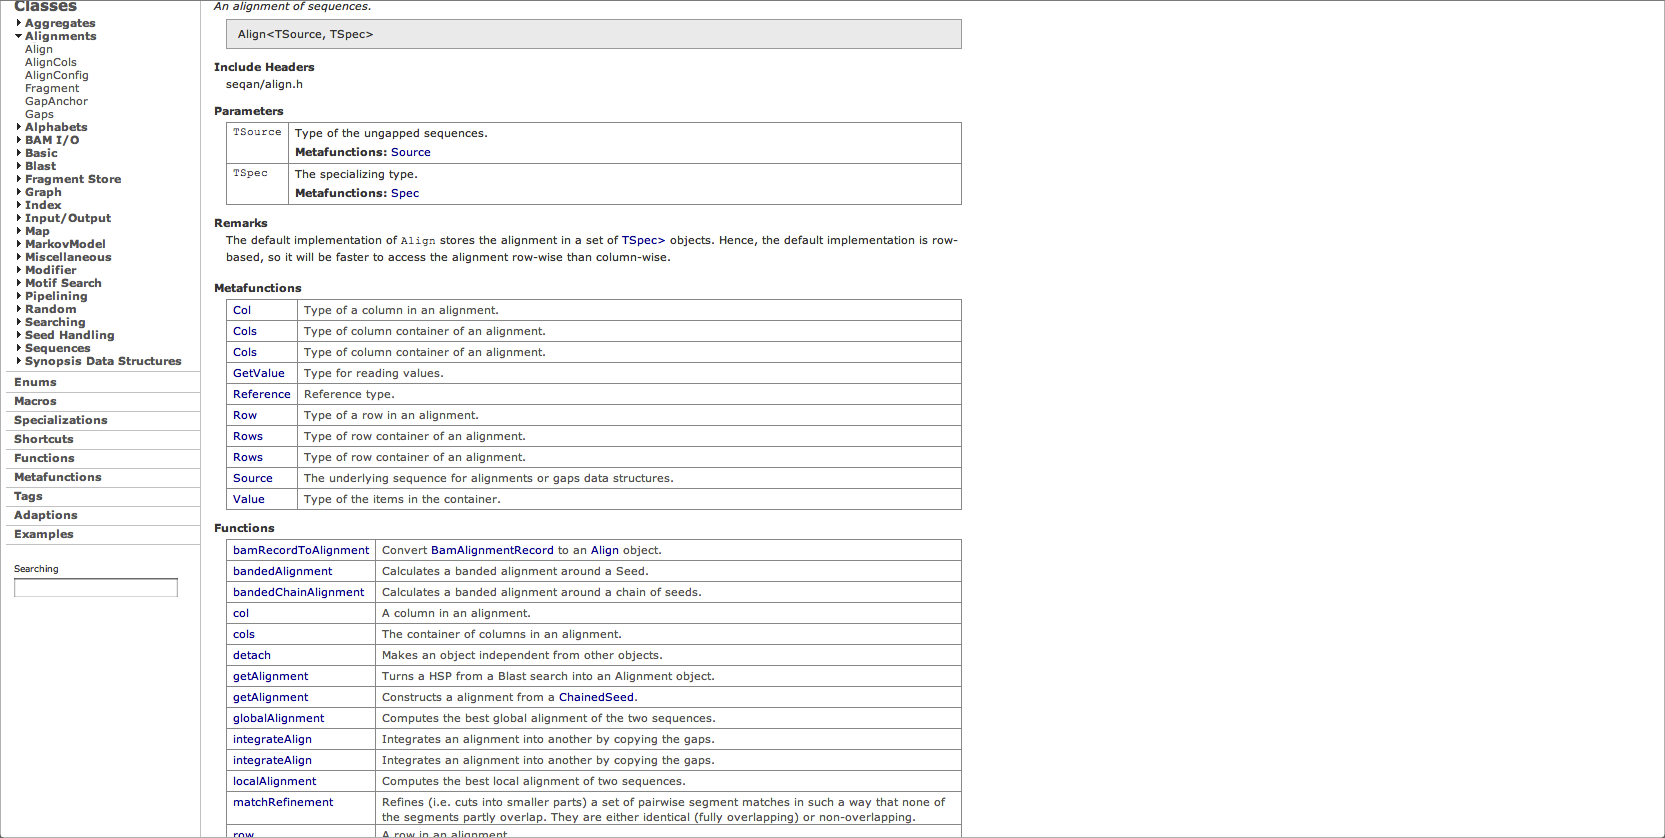 Classes
Aggregates
Alignments
Align
AlignCols
AlignConfig
Fragment
GapAnchor
Gaps
Alphabets
BAM I/O
Basic
Blast
Fragment Store
Graph
Index
Input/Output
Map
MarkovModel
Miscellaneous
Modifier
Motif Search
Pipelining
Random
Searching
Seed Handling
Sequences
Synopsis Data Structures
Enums
Macros
Specializations
Shortcuts
Functions
Metafunctions
Tags
Adaptions
Examples
Searching
An alignment of sequences.
Align<TSource, TSpec>
Include Headers
seqan/align.h
Parameters
TSource Type of the ungapped sequences.
Metafunctions: Source
TSpec The specializing type.
Metafunctions: Spec
Remarks
The default implementation of Align stores the alignment in a set of TSpec> objects. Hence, the default implementation is row-
based, so it will be faster to access the alignment row-wise than column-wise.
Metafunctions
Col Type of a column in an alignment.
Cols Type of column container of an alignment.
Cols Type of column container of an alignment.
GetValue Type for reading values.
Reference Reference type.
Row Type of a row in an alignment.
Rows Type of row container of an alignment.
Rows Type of row container of an alignment.
Source The underlying sequence for alignments or gaps data structures.
Value Type of the items in the container.
Functions
bamRecordToAlignment Convert BamAlignmentRecord to an Align object.
bandedAlignment Calculates a banded alignment around a Seed.
bandedChainAlignment Calculates a banded alignment around a chain of seeds.
col A column in an alignment.
cols The container of columns in an alignment.
detach Makes an object independent from other objects.
getAlignment Turns a HSP from a Blast search into an Alignment object.
getAlignment Constructs a alignment from a ChainedSeed.
globalAlignment Computes the best global alignment of the two sequences.
integrateAlign Integrates an alignment into another by copying the gaps.
integrateAlign Integrates an alignment into another by copying the gaps.
localAlignment Computes the best local alignment of two sequences.
matchRefinement Refines (i.e. cuts into smaller parts) a set of pairwise segment matches in such a way that none of
the segments partly overlap. They are either identical (fully overlapping) or non-overlapping.
row A row in an alignment.